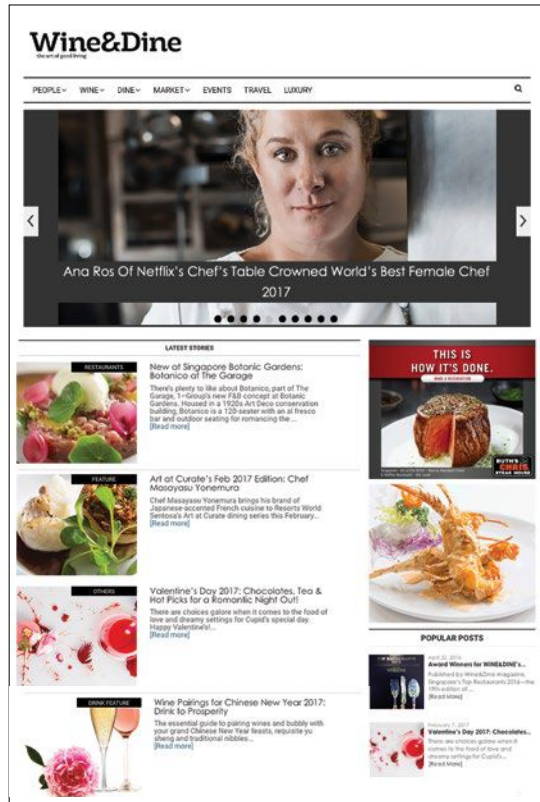 Wine&Dine
the art of good living
PEOPLE WINE DINE MARKET EVENTS TRAVEL LUXURY
Ana Ros Of Netflix's Chef's Table Crowned World's Best Female Chef
2017
LATEST STORIES
RESTAURANTS
New at Singapore Botanic Gardens:
Botanico at The Garage
There's plenty to like about Botanico, part of The
Garage, 1-Group's new F&B concept at Botanic
Gardens. Housed in a 1920s Art Deco conservation
building, Botanico is a 120-seater with an al fresco
bar and outdoor seating for romancing the ...
[Read more]
FEATURE
Art at Curate's Feb 2017 Edition: Chef
Masayasu Yonemura
Chef Masayasu Yonemura brings his brand of
Japanese-accented French cuisine to Resorts World
Sentosa's Art at Curate dining series this February...
[Read more]
OTHERS
Valentine's Day 2017: Chocolates, Tea &
Hot Picks for a Romantic Night Out!
There are choices galore when it comes to the food of
love and dreamy settings for Cupid's special day.
Happy Valentine's!...
[Read more]
DRINK FEATURE
Wine Pairings for Chinese New Year 2017:
Drink to Prosperity
The essential guide to pairing wines and bubbly with
your grand Chinese New Year feasts, requisite yu
sheng and traditional nibbles...
[Read more]
THIS IS
HOW IT'S DONE.
MAKE A RESERVATION
RUTH'S
CHRIS
STEAK HOUSE
POPULAR POSTS
April 22, 2016
Award Winners for WINE&DINE's...
Published by Wine&Dine magazine,
Singapore's Top Restaurants 2016—the
19th edition of ...
[Read More]
February 7, 2017
Valentine's Day 2017: Chocolates...
There are choices galore when it
comes to the food of love and
dreamy settings for Cupid's...
[Read More]